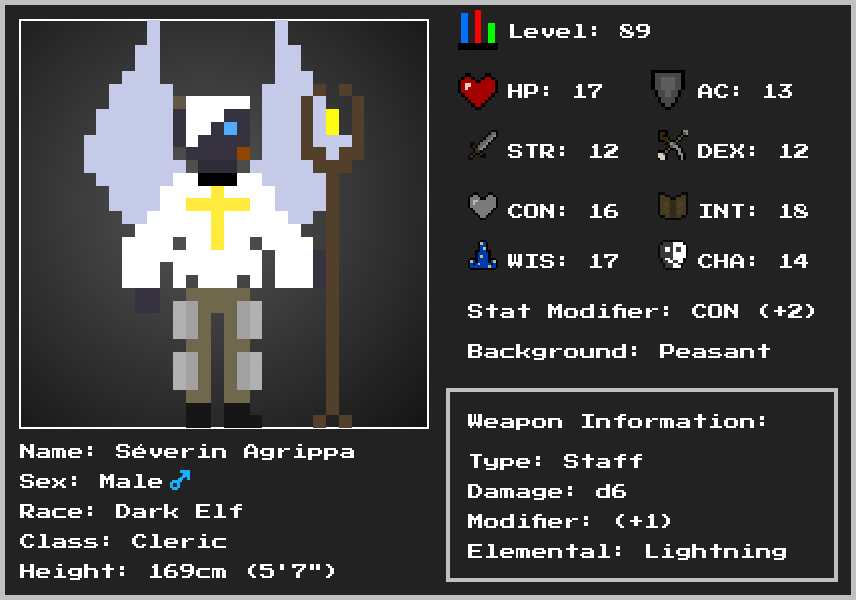 Level: 89
HP: 17 AC: 13
STR: 12 DEX: 12
CON: 16 INT: 18
WIS: 17 CHA: 14
Stat Modifier: CON (+2)
Background: Peasant
Weapon Information:
Type: Staff
Damage: d6
Modifier: (+1)
Elemental: Lightning
Name: Séverin Agrippa
Sex: Male♂
Race: Dark Elf
Class: Cleric
Height: 169cm (5'7")